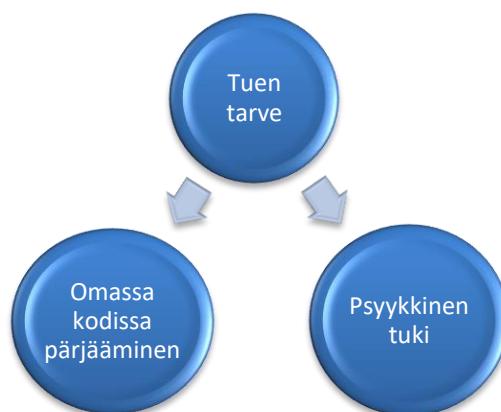 Tuen
tarve
Omassa
kodissa
pärjääminen
Psyykkinen
tuki